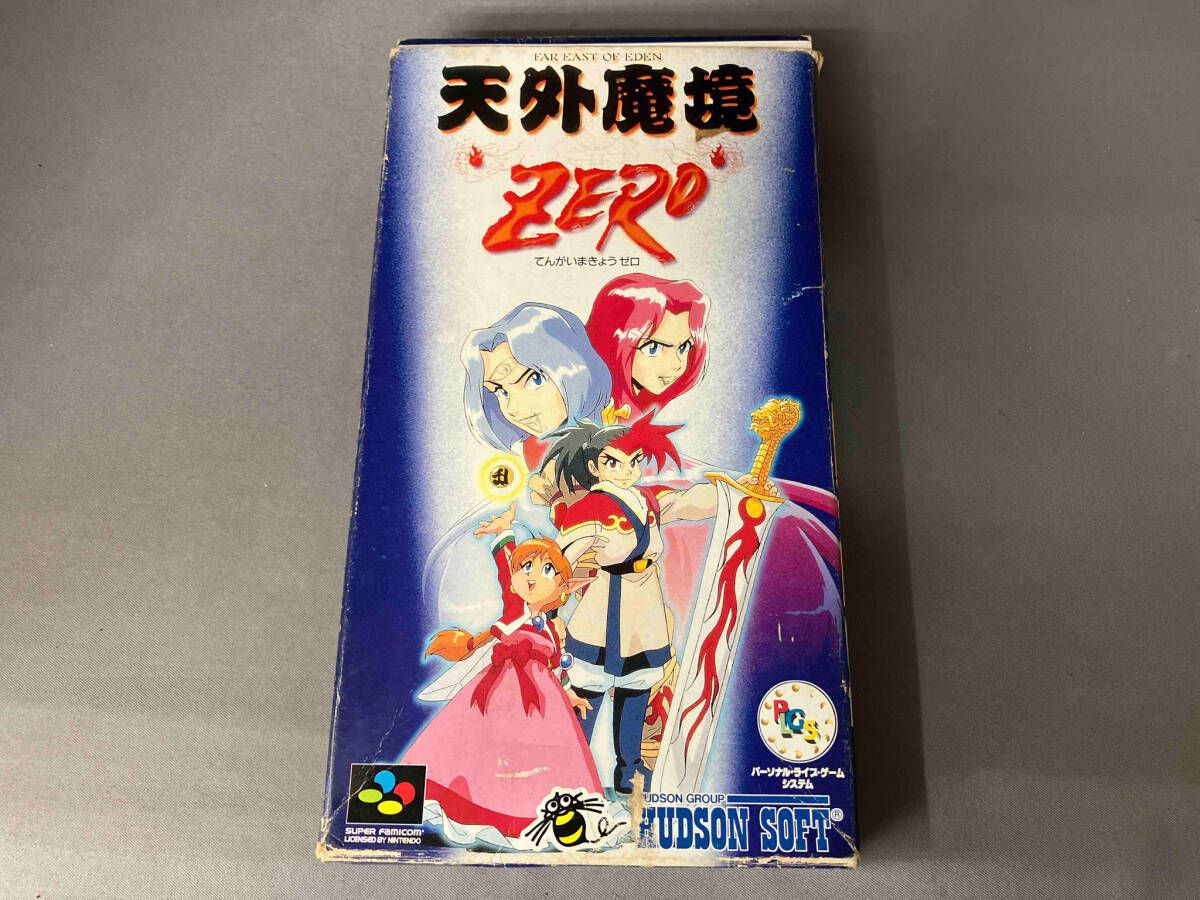 FAR EAST OF EDEN
天外魔境
ZERO
てんがいまきょう ゼロ
卍
PLGS
パーソナル・ライブ・ゲーム
システム
SUPER FAMICOM
LICENSED BY NINTENDO
HUDSON GROUP
HUDSON SOFT®